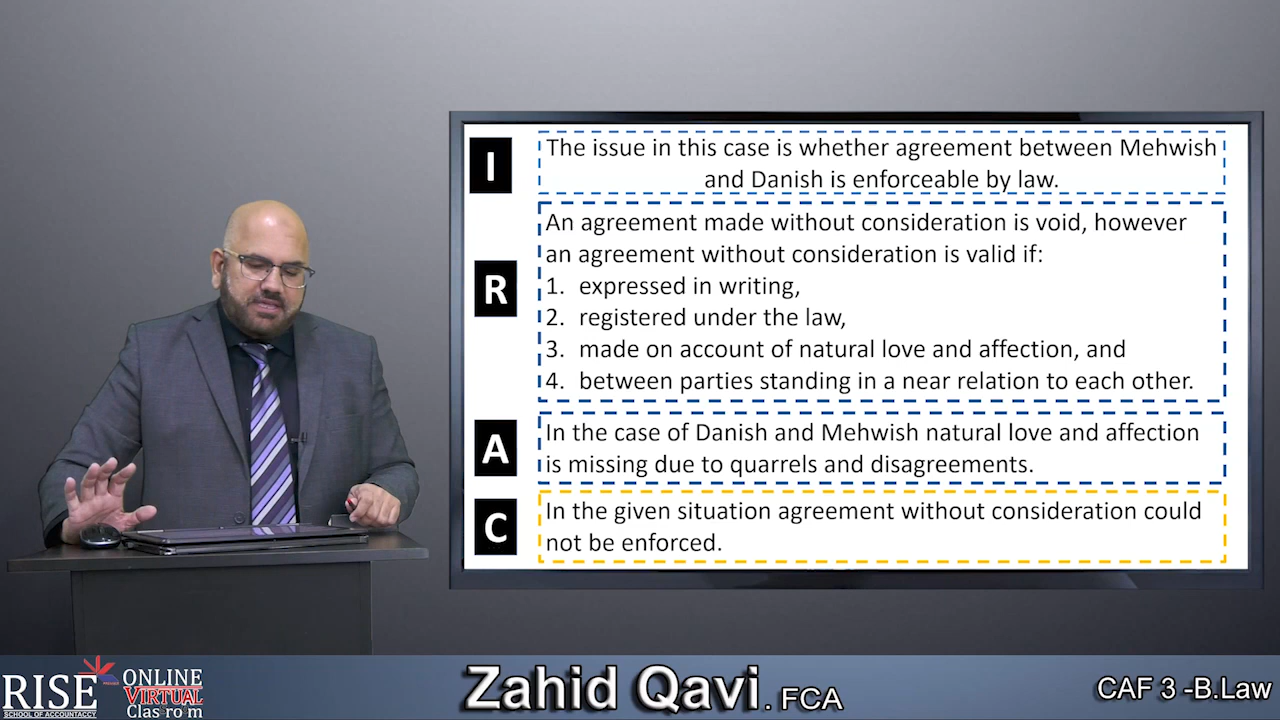 I
The issue in this case is whether agreement between Mehwish
and Danish is enforceable by law.
R
An agreement made without consideration is void, however
an agreement without consideration is valid if:
1. expressed in writing,
2. registered under the law,
3. made on account of natural love and affection, and
4. between parties standing in a near relation to each other.
A
In the case of Danish and Mehwish natural love and affection
is missing due to quarrels and disagreements.
C
In the given situation agreement without consideration could
not be enforced.
RISE
SCHOOL OF ACCOUNTACCY
ONLINE
VIRTUAL
Clasrom
Zahid Qavi. FCA
CAF 3 -B.Law